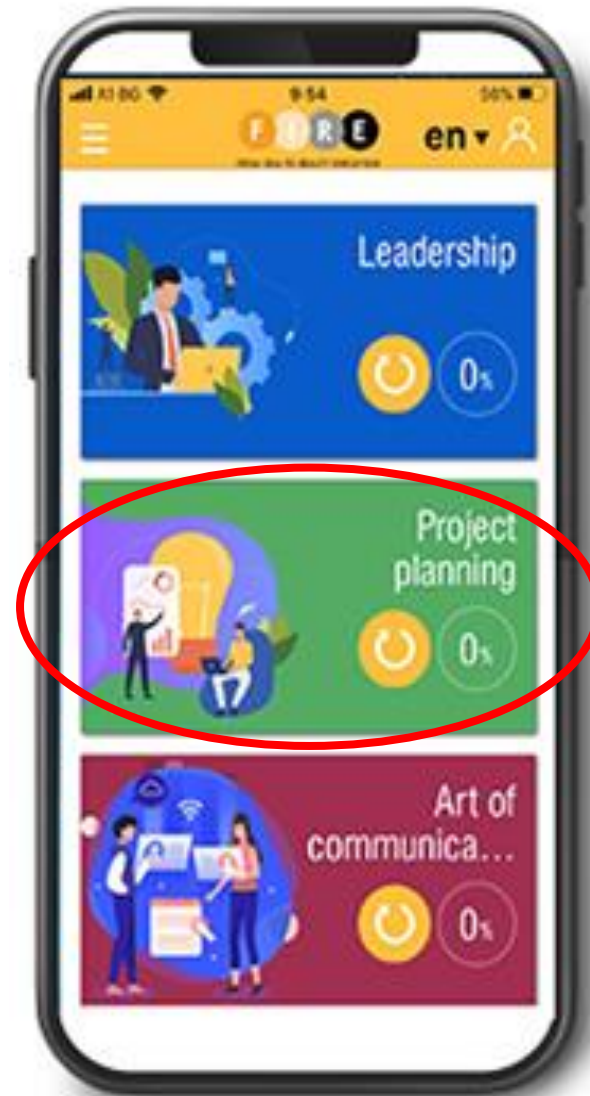 A1 BG 9:54 56%
FIRE en
Leadership
0%
Project
planning
0%
Art of
communica...
0%